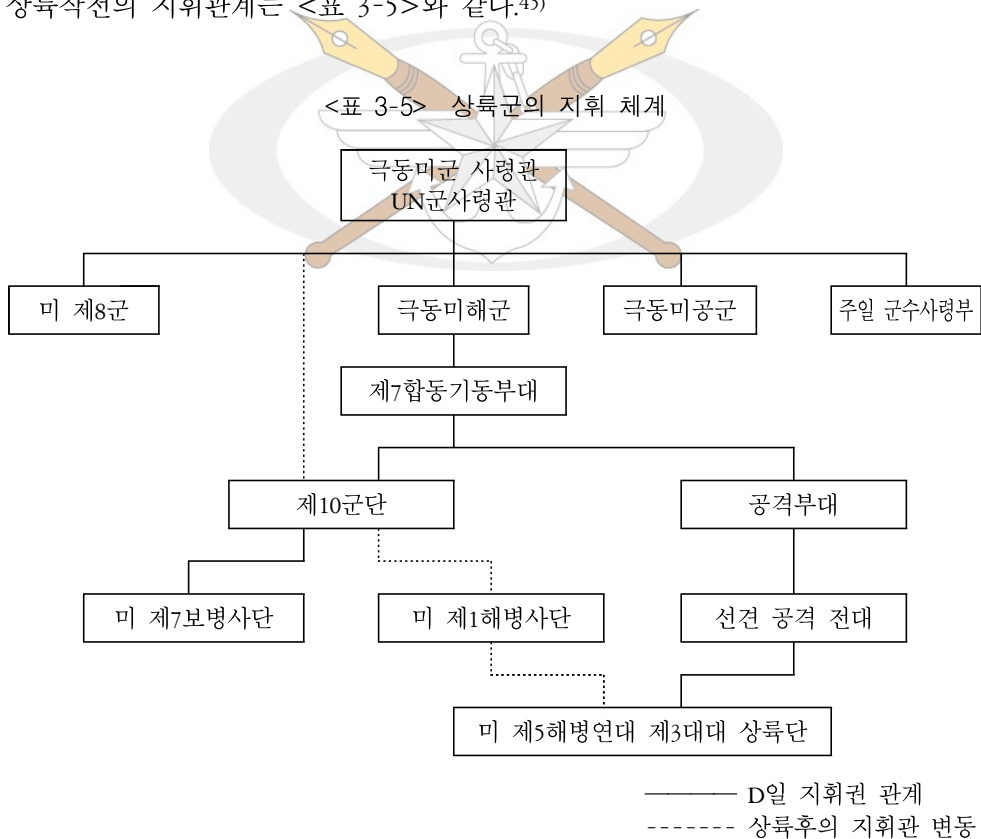 상륙작전의 지휘관계는 <표 3-5>와 같다.45)
<표 3-5> 상륙군의 지휘 체계
극동미군 사령관
UN군사령관
미 제8군
극동미해군
극동미공군
주일 군수사령부
제7합동기동부대
제10군단
공격부대
미 제7보병사단
미 제1해병사단
선견 공격 전대
미 제5해병연대 제3대대 상륙단
D일 지휘권 관계
상륙후의 지휘관 변동